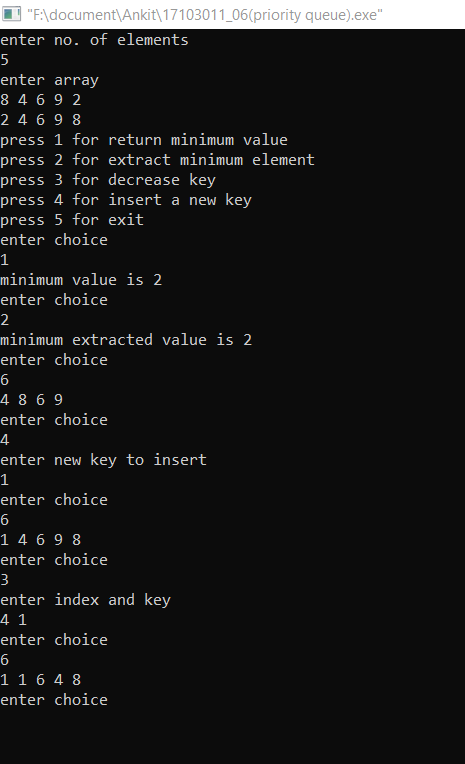 "F:\document\Ankit\17103011_06(priority queue).exe"
enter no. of elements
5
enter array
8 4 6 9 2
2 4 6 9 8
press 1 for return minimum value
press 2 for extract minimum element
press 3 for decrease key
press 4 for insert a new key
press 5 for exit
enter choice
1
minimum value is 2
enter choice
2
minimum extracted value is 2
enter choice
6
4 8 6 9
enter choice
4
enter new key to insert
1
enter choice
6
1 4 6 9 8
enter choice
3
enter index and key
4 1
enter choice
6
1 1 6 4 8
enter choice